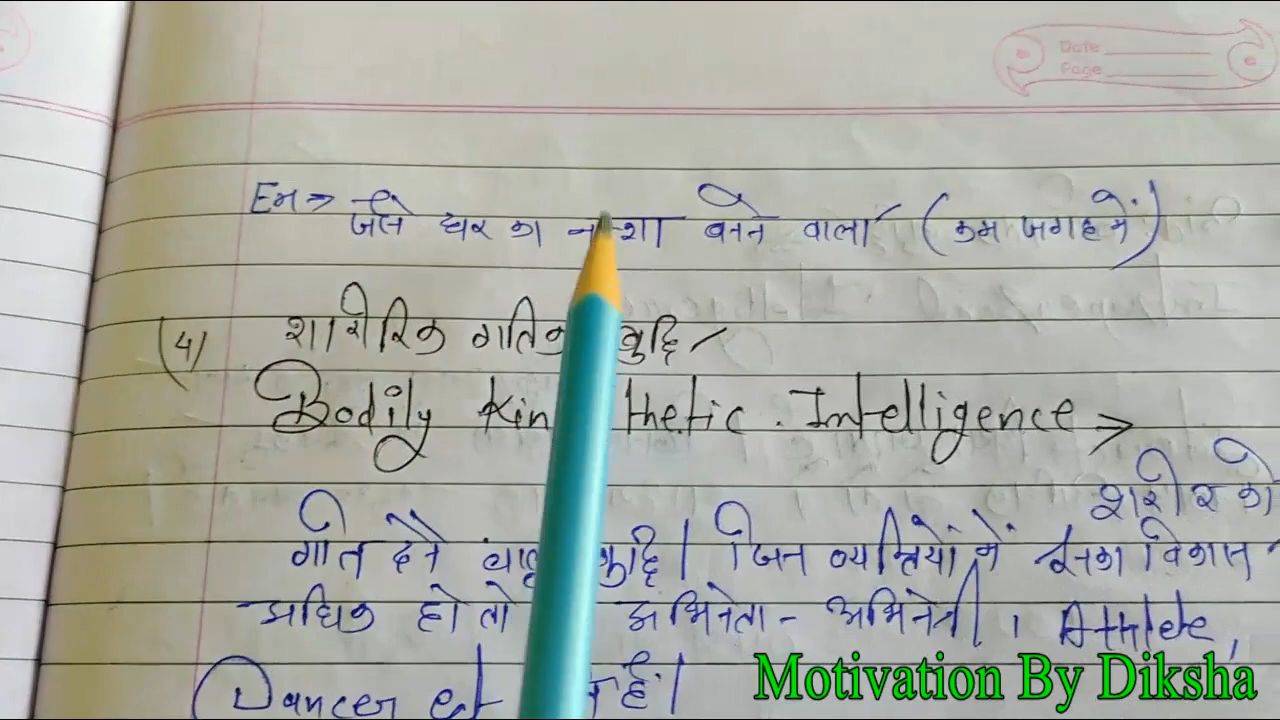 Date
Page
Ex⇒ जैसे घर का नक्शा बनने वाला (कम जगह में)
(4) शारीरिक गतिक बुद्धि
Bodily Kin thetic Intelligence →
शरीर को
गति देने वाली बुद्धि। जिन व्यक्तियों में इसका विकास
अधिक हो तो अभिनेता - अभिनेत्री, Athlete,
Dancer हैं।
Motivation By Diksha